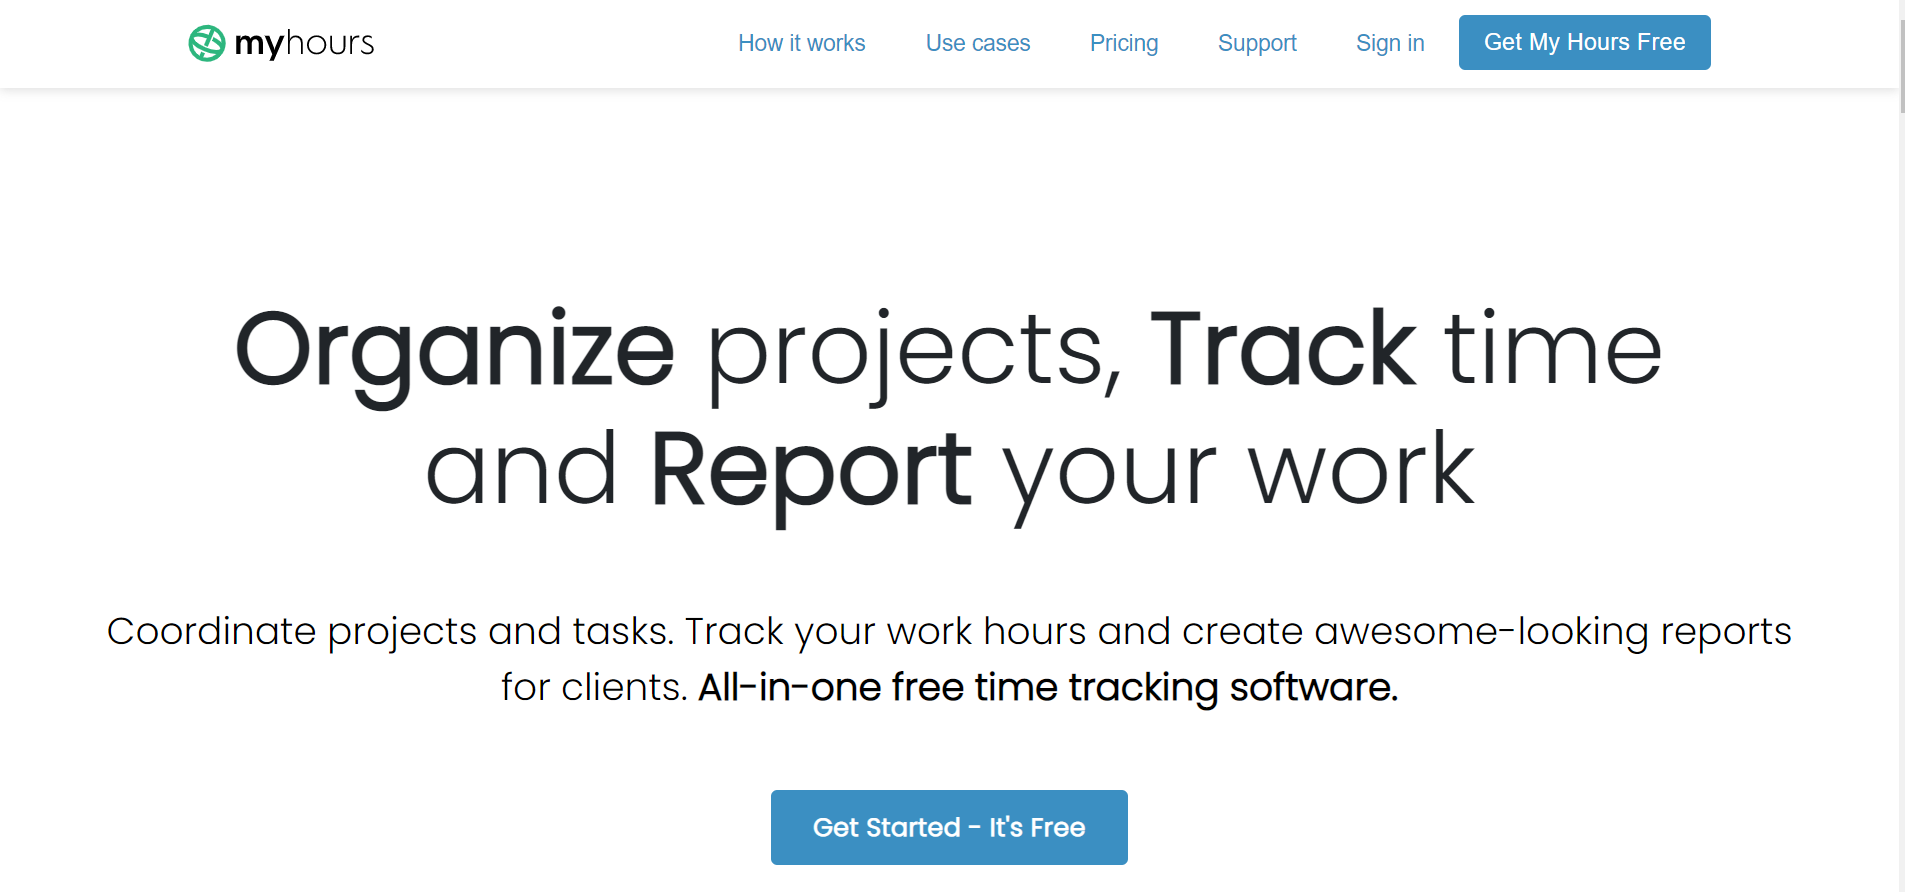 myhours
How it works
Use cases
Pricing
Support
Sign in
Get My Hours Free
Organize projects, Track time
and Report your work
Coordinate projects and tasks. Track your work hours and create awesome-looking reports
for clients. All-in-one free time tracking software.
Get Started - It's Free